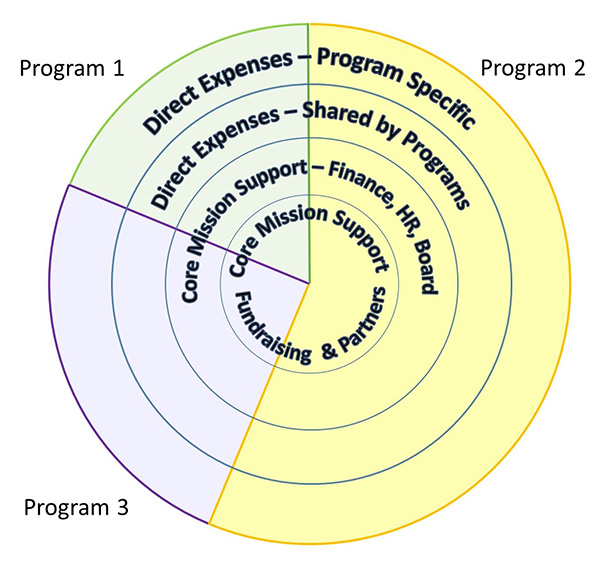 Program 1
Program 2
Direct Expenses – Program Specific
Direct Expenses – Shared by Programs
Core Mission Support – Finance, HR, Board
Core Mission Support
Fundraising & Partners
Program 3